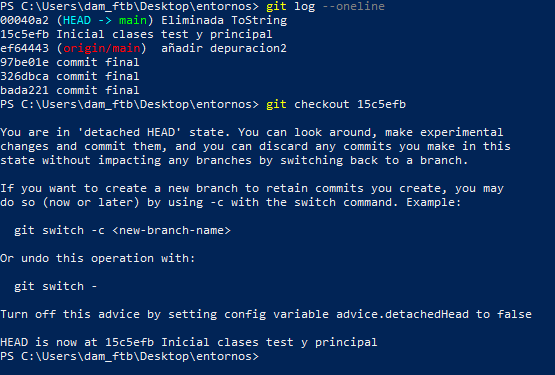 PS C:\Users\dam_ftb\Desktop\entornos> git log --oneline
00040a2 (HEAD -> main) Eliminada ToString
15c5efb Inicial clases test y principal
ef64443 (origin/main)  añadir depuracion2
97be01e commit final
326dbca commit final
bada221 commit final
PS C:\Users\dam_ftb\Desktop\entornos> git checkout 15c5efb
You are in 'detached HEAD' state. You can look around, make experimental
changes and commit them, and you can discard any commits you make in this
state without impacting any branches by switching back to a branch.
If you want to create a new branch to retain commits you create, you may
do so (now or later) by using -c with the switch command. Example:
git switch -c <new-branch-name>
Or undo this operation with:
git switch -
Turn off this advice by setting config variable advice.detachedHead to false
HEAD is now at 15c5efb Inicial clases test y principal
PS C:\Users\dam_ftb\Desktop\entornos>